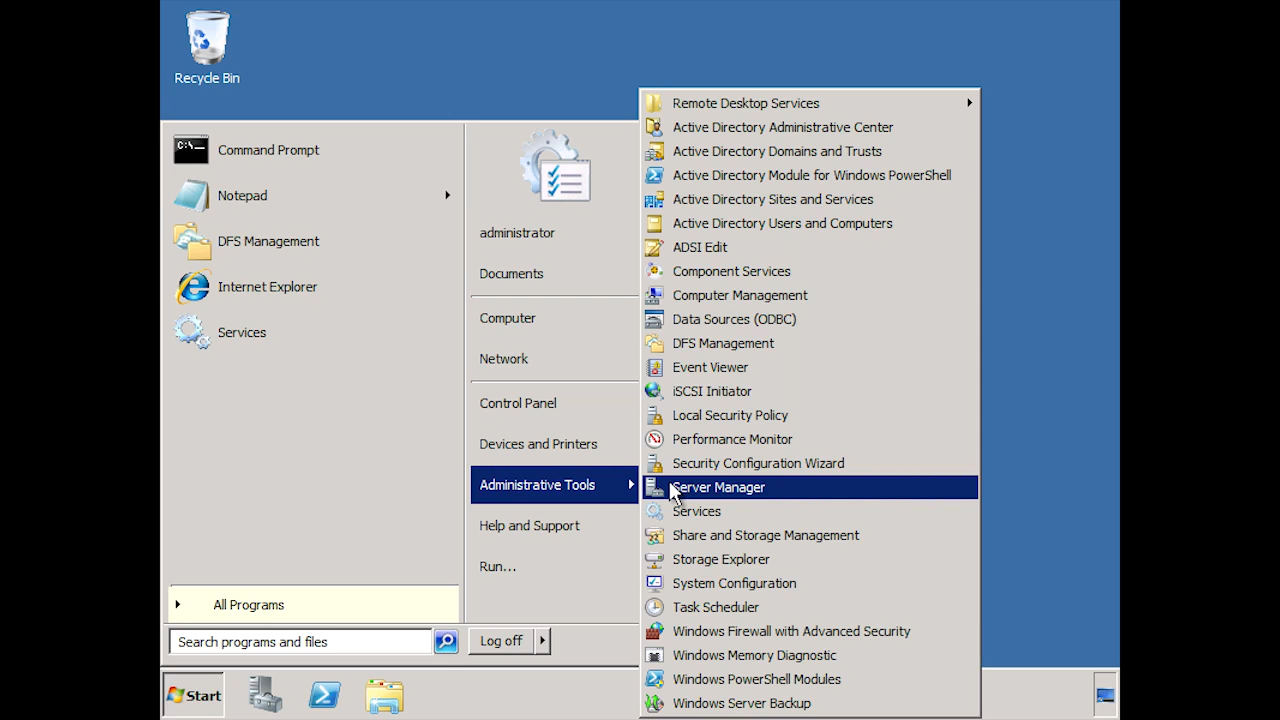 Recycle Bin
Command Prompt
Notepad
DFS Management
Internet Explorer
Services
All Programs
Search programs and files
administrator
Documents
Computer
Network
Control Panel
Devices and Printers
Administrative Tools
Help and Support
Run...
Log off
Remote Desktop Services
Active Directory Administrative Center
Active Directory Domains and Trusts
Active Directory Module for Windows PowerShell
Active Directory Sites and Services
Active Directory Users and Computers
ADSI Edit
Component Services
Computer Management
Data Sources (ODBC)
DFS Management
Event Viewer
iSCSI Initiator
Local Security Policy
Performance Monitor
Security Configuration Wizard
Server Manager
Services
Share and Storage Management
Storage Explorer
System Configuration
Task Scheduler
Windows Firewall with Advanced Security
Windows Memory Diagnostic
Windows PowerShell Modules
Windows Server Backup
Start